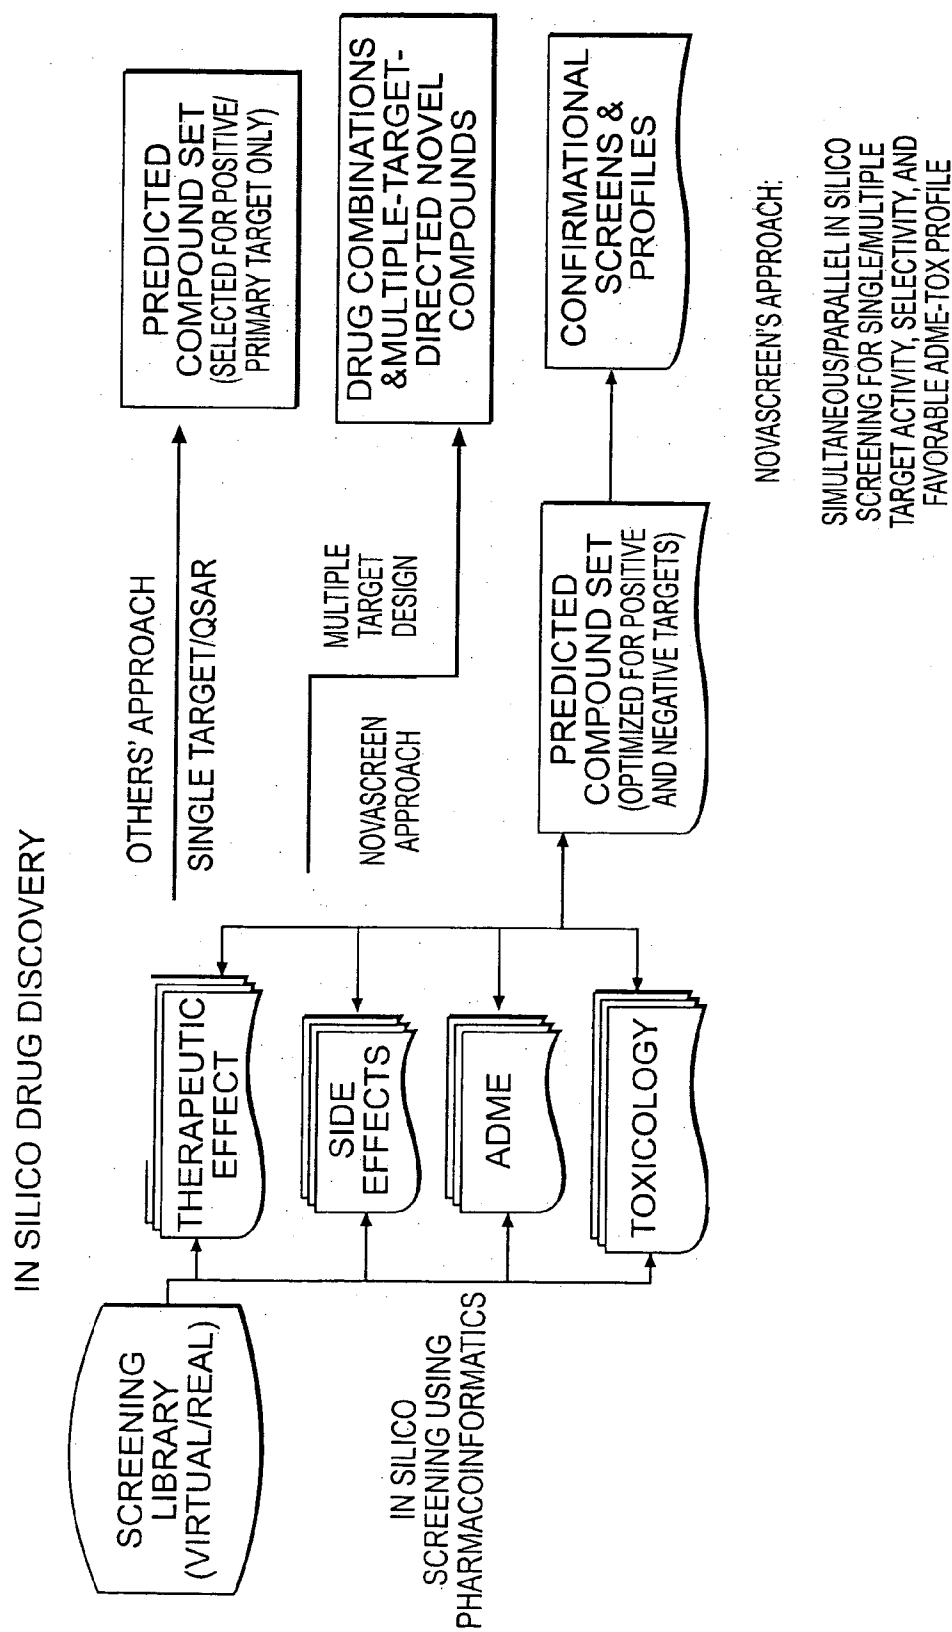 IN SILICO DRUG DISCOVERY
SCREENING
LIBRARY
(VIRTUAL/REAL)
IN SILICO
SCREENING USING
PHARMACOINFORMATICS
THERAPEUTIC
EFFECT
SIDE
EFFECTS
ADME
TOXICOLOGY
OTHERS' APPROACH
SINGLE TARGET/QSAR
NOVASCREEN
APPROACH
MULTIPLE
TARGET
DESIGN
PREDICTED
COMPOUND SET
(OPTIMIZED FOR POSITIVE
AND NEGATIVE TARGETS)
PREDICTED
COMPOUND SET
(SELECTED FOR POSITIVE/
PRIMARY TARGET ONLY)
DRUG COMBINATIONS
&MULTIPLE-TARGET-
DIRECTED NOVEL
COMPOUNDS
CONFIRMATIONAL
SCREENS &
PROFILES
NOVASCREEN'S APPROACH:
SIMULTANEOUS/PARALLEL IN SILICO
SCREENING FOR SINGLE/MULTIPLE
TARGET ACTIVITY, SELECTIVITY, AND
FAVORABLE ADME-TOX PROFILE